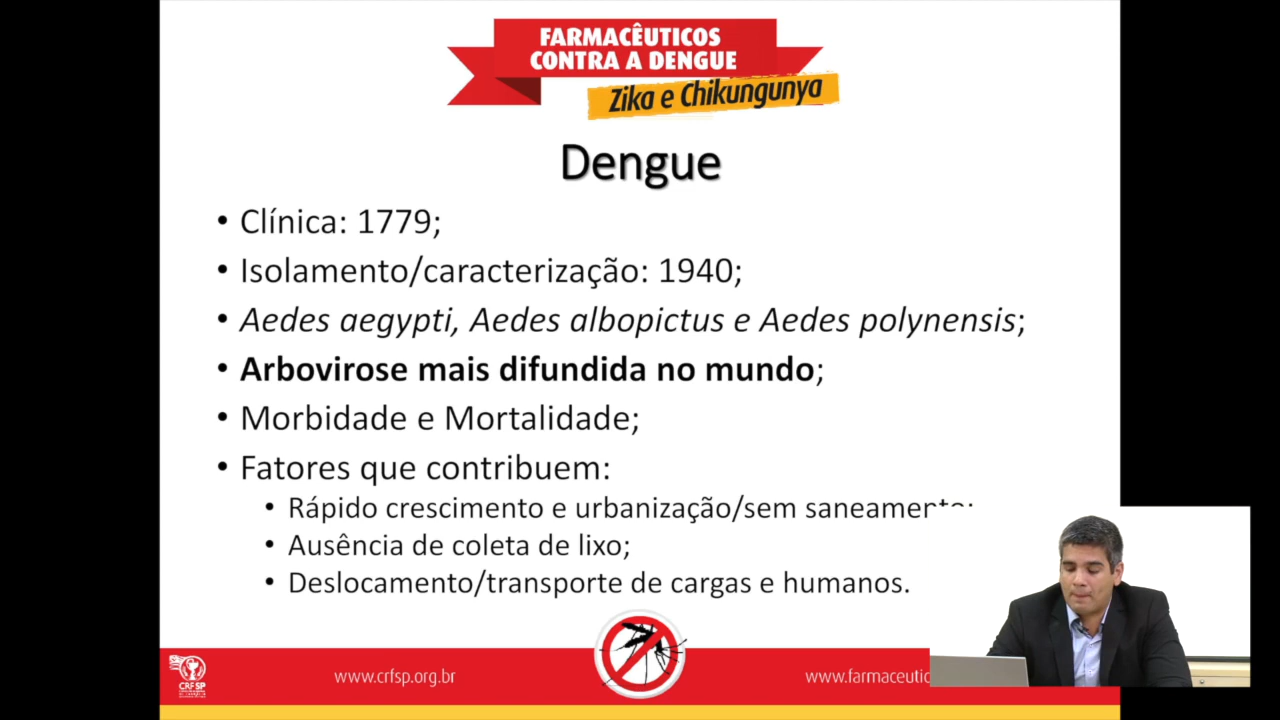 FARMACÊUTICOS
CONTRA A DENGUE
Zika e Chikungunya
Dengue
• Clínica: 1779;
• Isolamento/caracterização: 1940;
• Aedes aegypti, Aedes albopictus e Aedes polynensis;
• Arbovirose mais difundida no mundo;
• Morbidade e Mortalidade;
• Fatores que contribuem:
• Rápido crescimento e urbanização/sem saneamento;
• Ausência de coleta de lixo;
• Deslocamento/transporte de cargas e humanos.
CRF SP
www.crfsp.org.br
www.farmaceutic